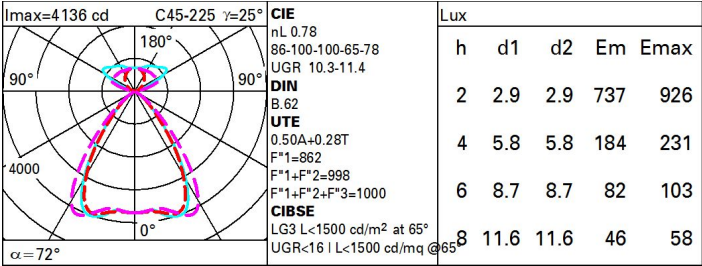 Imax=4136 cd C45-225 γ=25°
180°
90° 90°
4000
0°
α=72°
CIE
nL 0.78
86-100-100-65-78
UGR 10.3-11.4
DIN
B.62
UTE
0.50A+0.28T
F"1=862
F"1+F"2=998
F"1+F"2+F"3=1000
CIBSE
LG3 L<1500 cd/m² at 65°
UGR<16 | L<1500 cd/mq @65°
Lux
h d1 d2 Em Emax
2 2.9 2.9 737 926
4 5.8 5.8 184 231
6 8.7 8.7 82 103
8 11.6 11.6 46 58